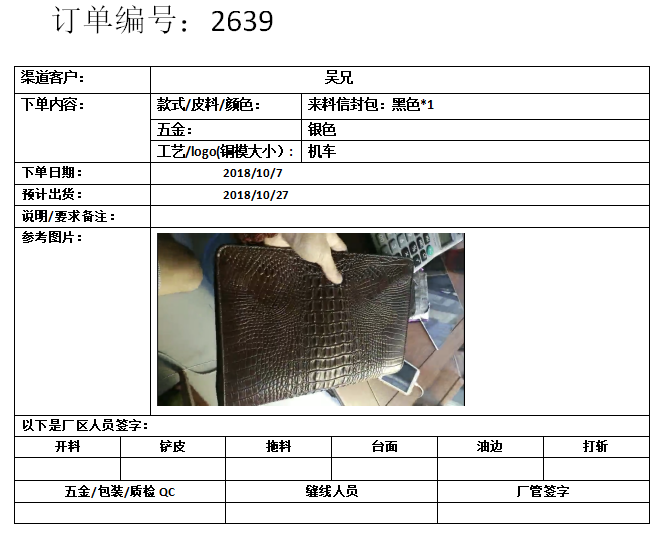 订单编号：2639
渠道客户： 吴兄
下单内容： 款式/皮料/颜色： 来料信封包：黑色*1
五金： 银色
工艺/logo(铜模大小）： 机车
下单日期： 2018/10/7
预计出货： 2018/10/27
说明/要求备注：
参考图片：
以下是厂区人员签字：
开料 铲皮 拖料 台面 油边 打斩
五金/包装/质检 QC 缝线人员 厂管签字